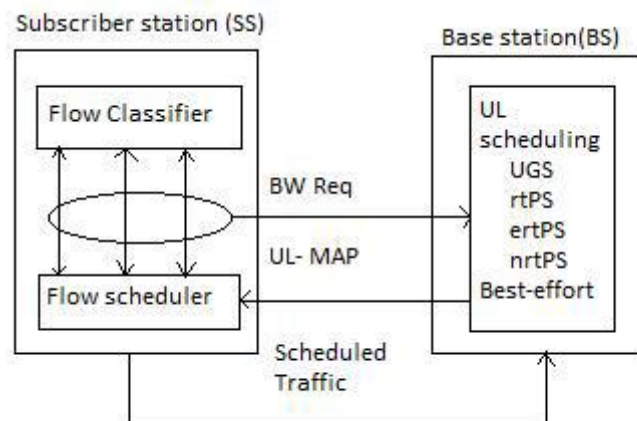 Subscriber station (SS)
Flow Classifier
Flow scheduler
BW Req
UL- MAP
Scheduled
Traffic
Base station(BS)
UL
scheduling
UGS
rtPS
ertPS
nrtPS
Best-effort